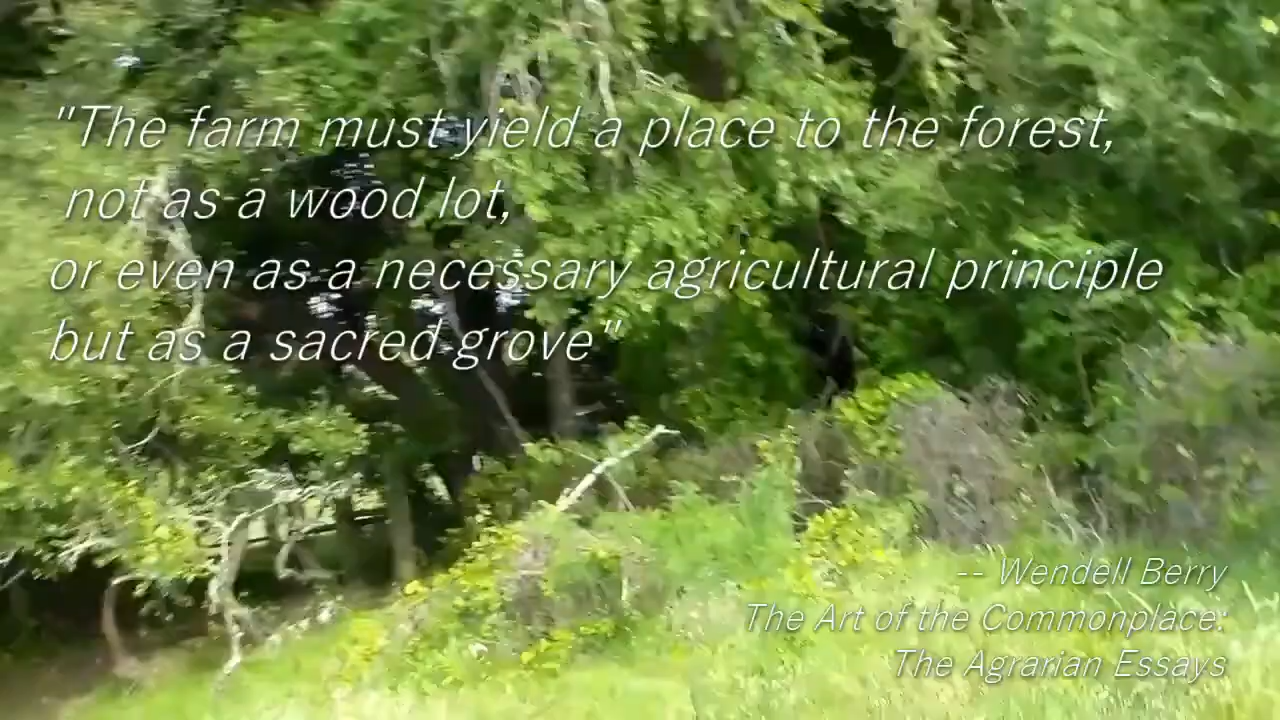 "The farm must yield a place to the forest,
not as a wood lot,
or even as a necessary agricultural principle
but as a sacred grove"
-- Wendell Berry
The Art of the Commonplace:
The Agrarian Essays